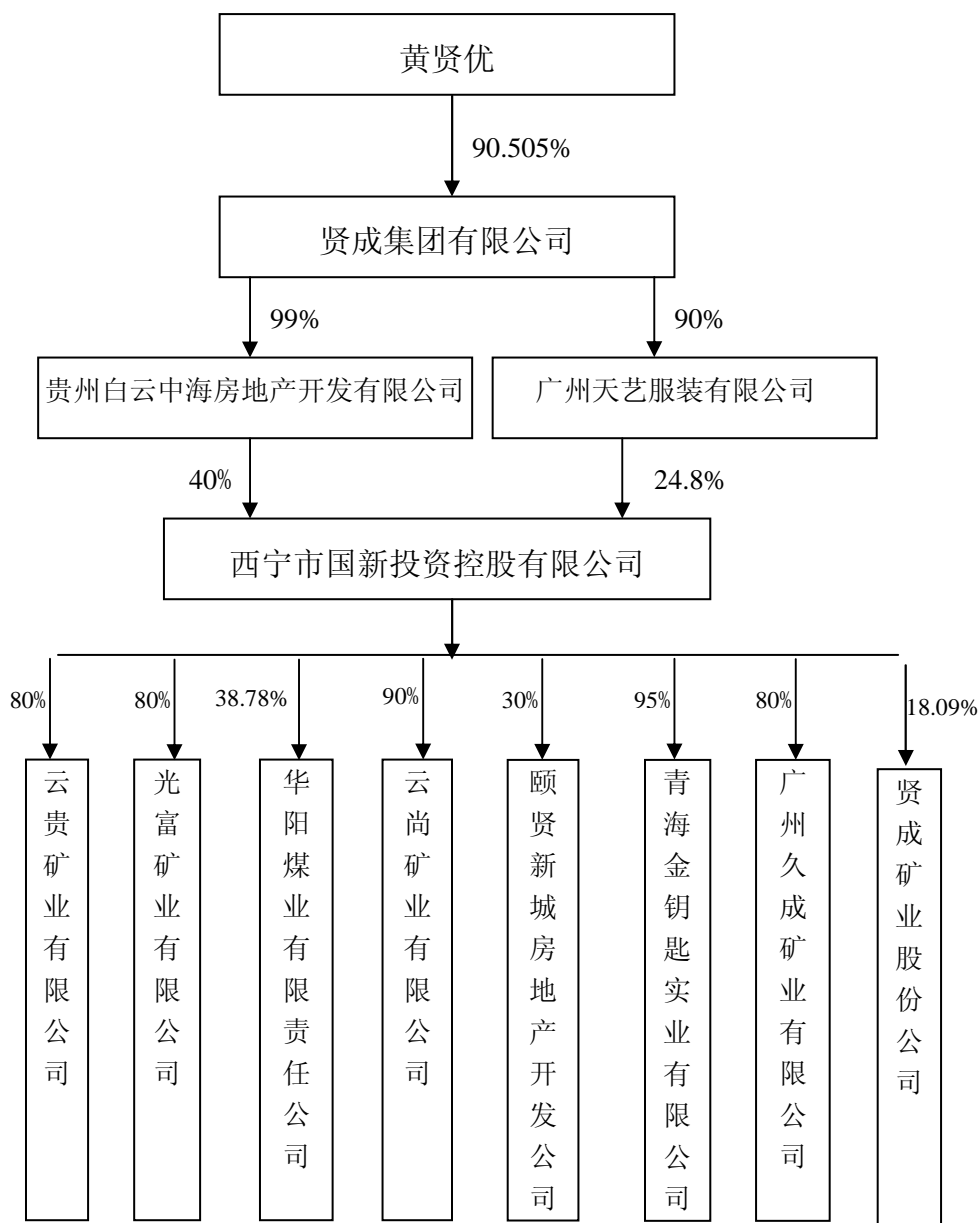 黄贤优
90.505%
贤成集团有限公司
99%
90%
贵州白云中海房地产开发有限公司
广州天艺服装有限公司
40%
24.8%
西宁市国新投资控股有限公司
80%
80%
38.78%
90%
30%
95%
80%
18.09%
云贵矿业有限公司
光富矿业有限公司
华阳煤业有限责任公司
云尚矿业有限公司
颐贤新城房地产开发公司
青海金钥匙实业有限公司
广州久成矿业有限公司
贤成矿业股份公司